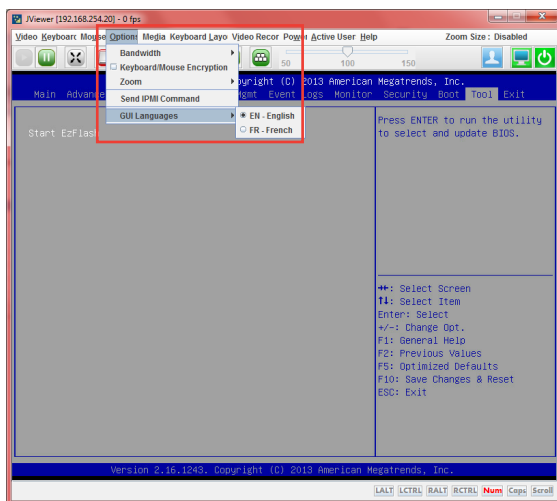 JViewer [192.168.254.20] - 0 fps
Video Keyboarc Mouse Options Media Keyboard Layo Video Recor Power Active User Help Zoom Size : Disabled
50 100 150
Bandwidth
Keyboard/Mouse Encryption
Zoom
Send IPMI Command
GUI Languages
EN - English
FR - French
pyright (C) 2013 American Megatrends, Inc.
Main Advance Mgmt Event Logs Monitor Security Boot Tool Exit
Start EzFlash
Press ENTER to run the utility
to select and update BIOS.
→←: Select Screen
↑↓: Select Item
Enter: Select
+/-: Change Opt.
F1: General Help
F2: Previous Values
F5: Optimized Defaults
F10: Save Changes & Reset
ESC: Exit
Version 2.16.1243. Copyright (C) 2013 American Megatrends, Inc.
LALT LCTRL RALT RCTRL Num Caps Scroll